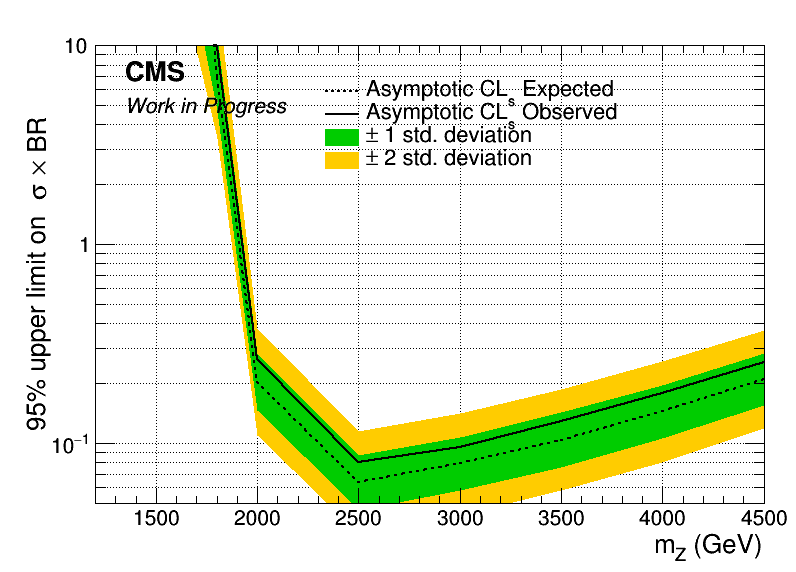 10
CMS
Work in Progress
Asymptotic CLₛ Expected
Asymptotic CLₛ Observed
± 1 std. deviation
± 2 std. deviation
1
10⁻¹
95% upper limit on σ × BR
1500 2000 2500 3000 3500 4000 4500
m_Z (GeV)